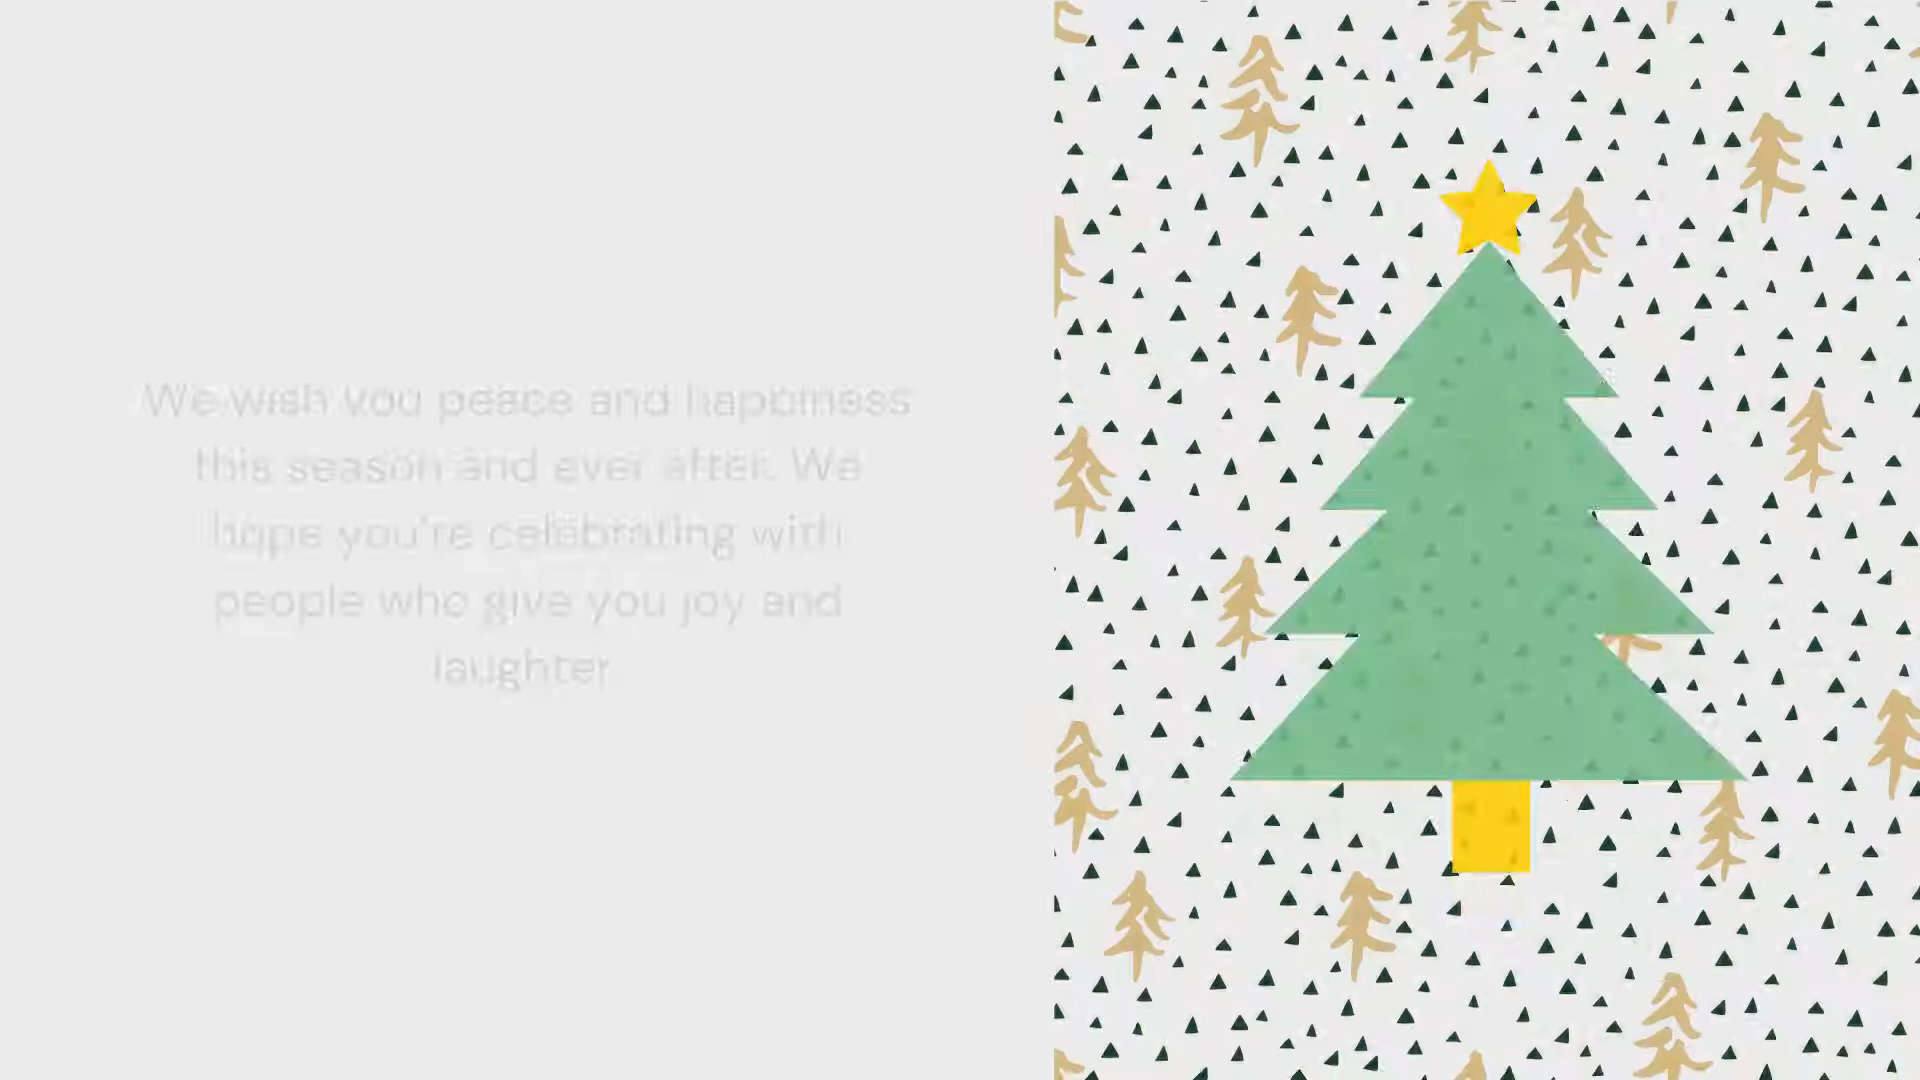 We wish you peace and happiness
this season and ever after. We
hope you're celebrating with
people who give you joy and
laughter